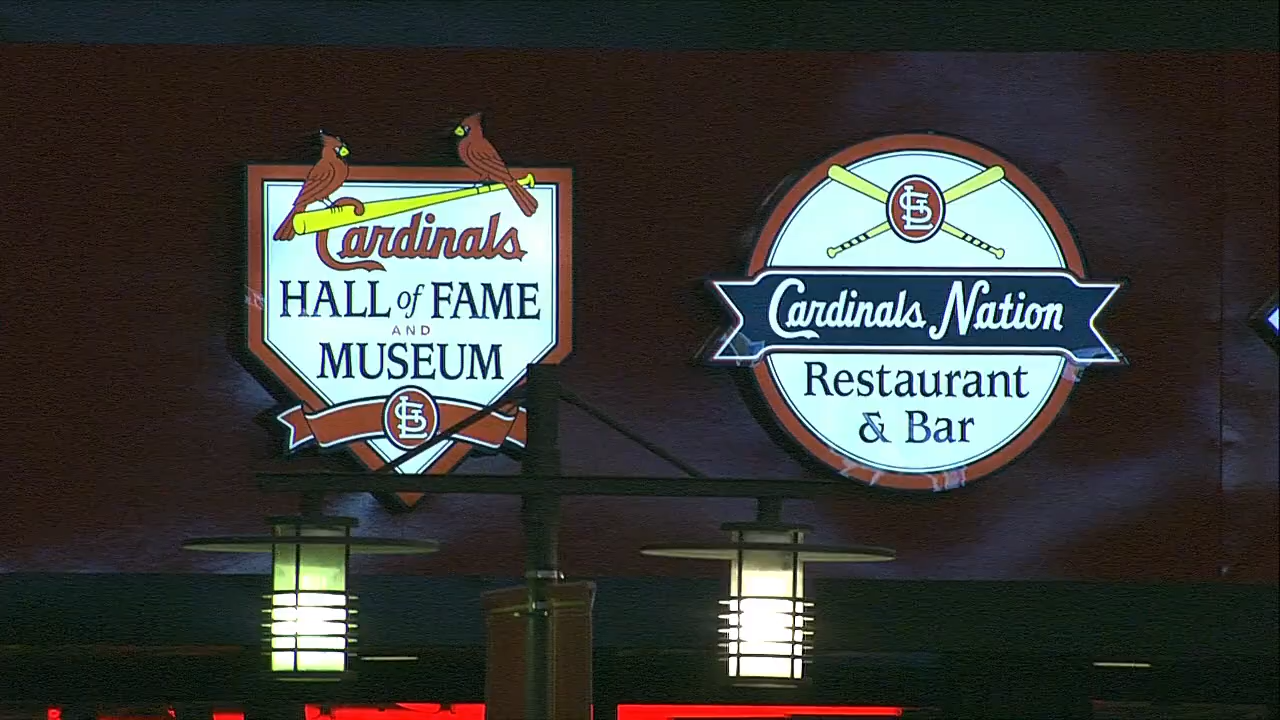 Cardinals
HALL of FAME
AND
MUSEUM
STL
STL
Cardinals Nation
Restaurant
& Bar